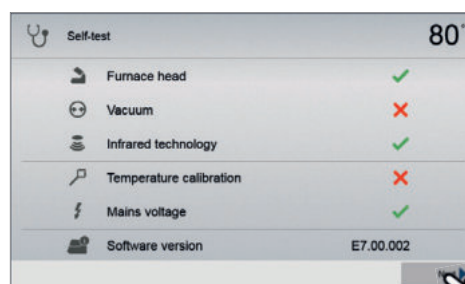 Self-test
80°
Furnace head
Vacuum
Infrared technology
Temperature calibration
Mains voltage
Software version E7.00.002